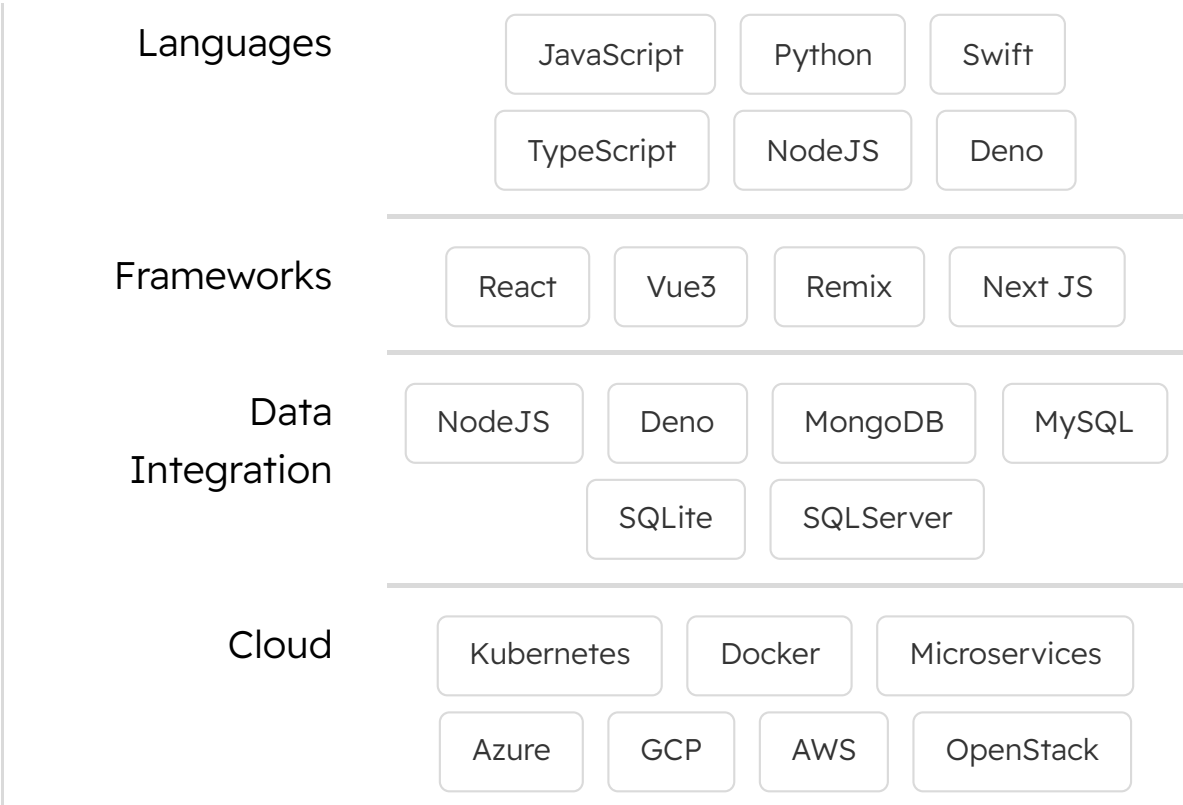 Languages
JavaScript Python Swift
TypeScript NodeJS Deno
Frameworks
React Vue3 Remix Next JS
Data
Integration
NodeJS Deno MongoDB MySQL
SQLite SQLServer
Cloud
Kubernetes Docker Microservices
Azure GCP AWS OpenStack